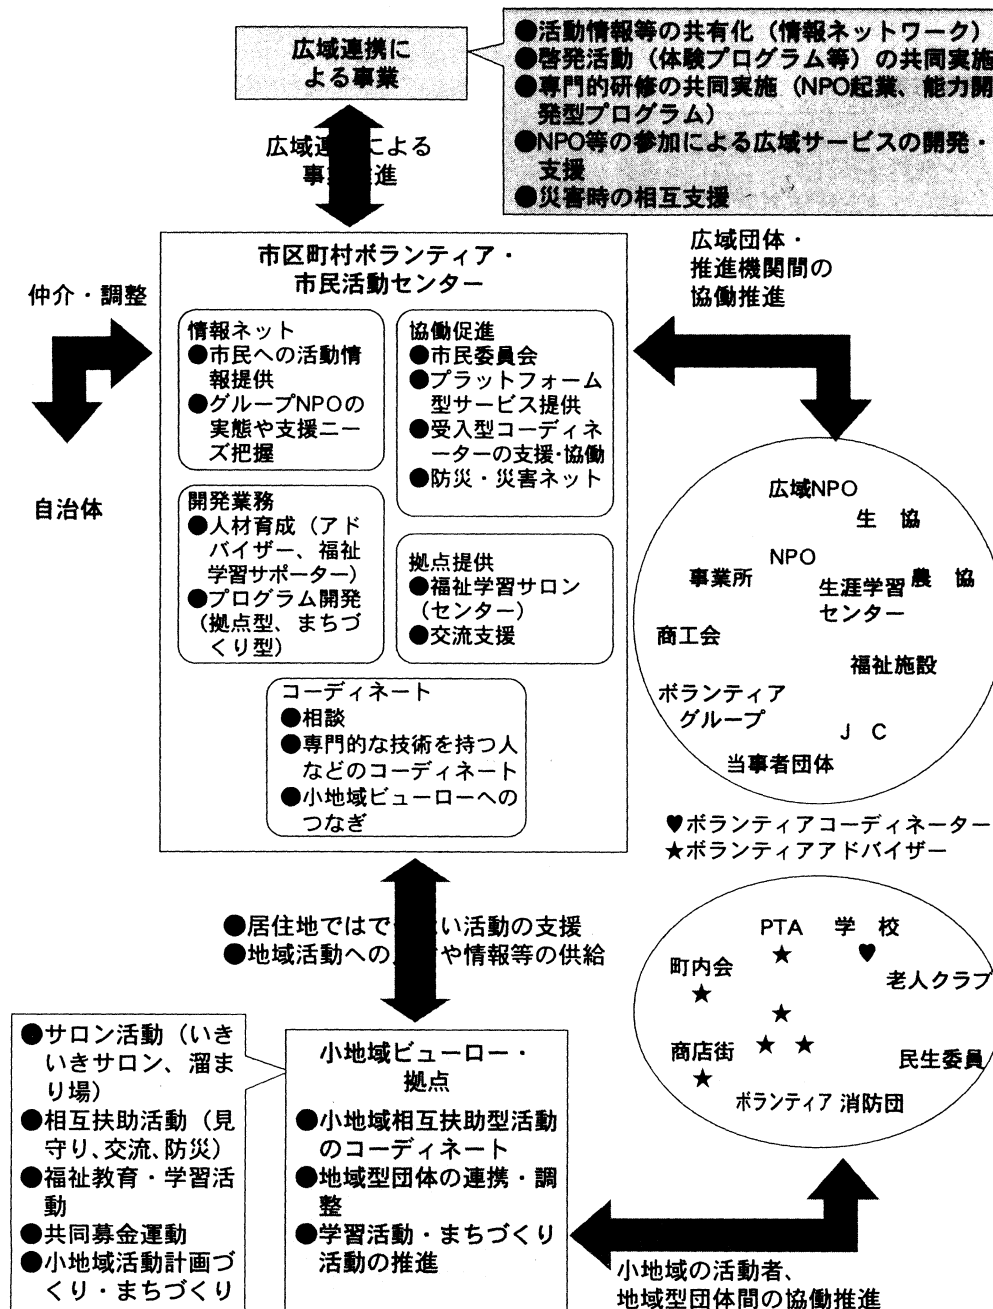 広域連携に
よる事業
●活動情報等の共有化（情報ネットワーク）
●啓発活動（体験プログラム等）の共同実施
●専門的研修の共同実施（NPO起業、能力開
発型プログラム）
●NPO等の参加による広域サービスの開発・
支援
●災害時の相互支援
広域連 による
事 進
市区町村ボランティア・
市民活動センター
仲介・調整
自治体
広域団体・
推進機関間の
協働推進
情報ネット
●市民への活動情
報提供
●グループNPOの
実態や支援ニー
ズ把握
協働促進
●市民委員会
●プラットフォーム
型サービス提供
●受入型コーディネ
ーターの支援・協働
●防災・災害ネット
開発業務
●人材育成（アド
バイザー、福祉
学習サポーター）
●プログラム開発
（拠点型、まちづ
くり型）
拠点提供
●福祉学習サロン
（センター）
●交流支援
コーディネート
●相談
●専門的な技術を持つ人
などのコーディネート
●小地域ビューローへの
つなぎ
広域NPO
生　協
NPO
事業所
生涯学習
センター
農　協
商工会
福祉施設
ボランティア
グループ
Ｊ　Ｃ
当事者団体
♥ボランティアコーディネーター
★ボランティアアドバイザー
●居住地ではで い活動の支援
●地域活動への や情報等の供給
PTA
学　校
町内会
老人クラブ
商店街
民生委員
ボランティア
消防団
●サロン活動（いき
いきサロン、溜ま
り場）
●相互扶助活動（見
守り、交流、防災）
●福祉教育・学習活
動
●共同募金運動
●小地域活動計画づ
くり・まちづくり
小地域ビューロー・
拠点
●小地域相互扶助型活動
のコーディネート
●地域型団体の連携・調
整
●学習活動・まちづくり
活動の推進
小地域の活動者、
地域型団体間の協働推進